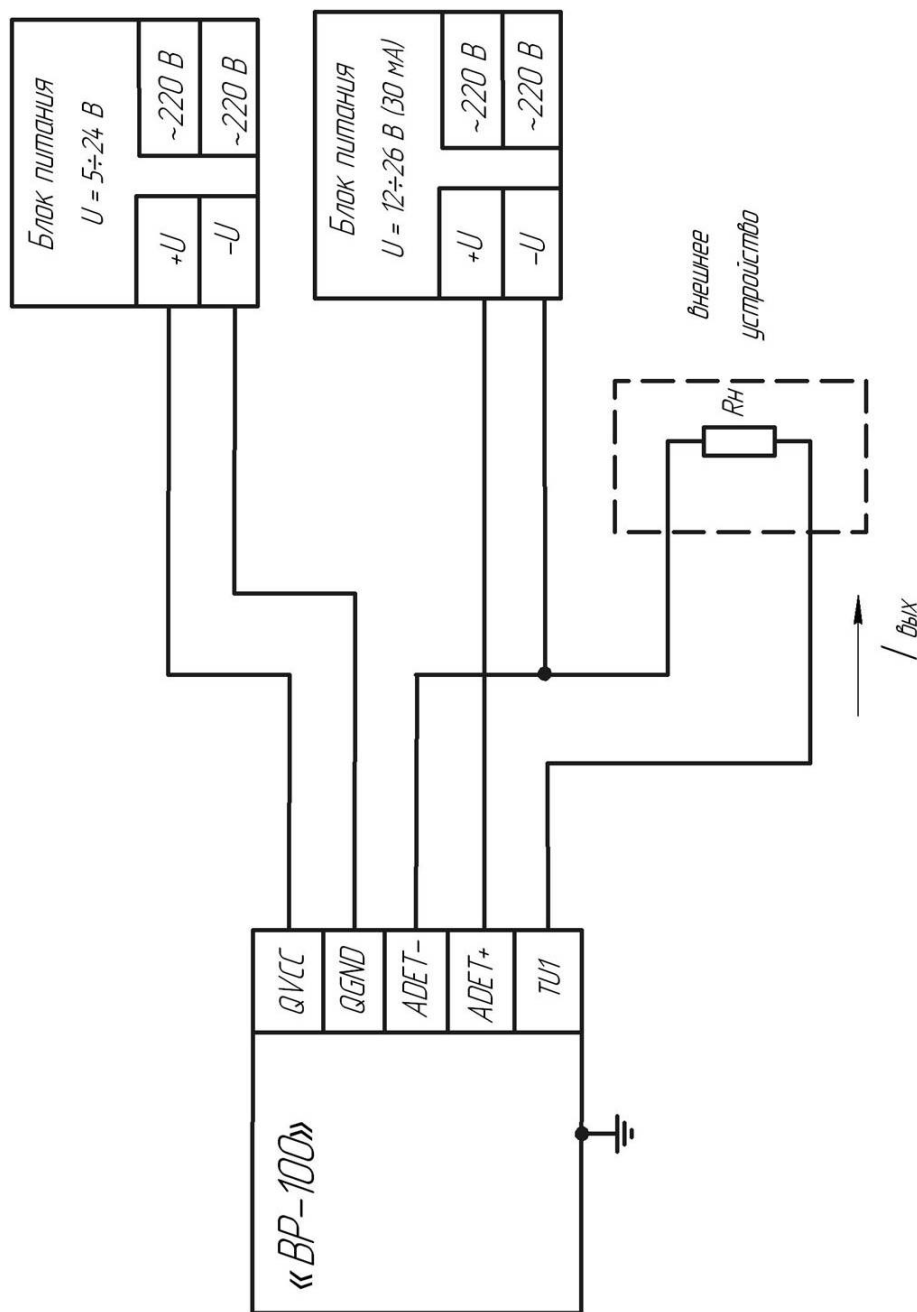 Блок питания
U = 5÷24 В
+U
~220 В
–U
~220 В
Блок питания
U = 12÷26 В (30 мА)
+U
~220 В
–U
~220 В
«ВР–100»
QVCC
QGND
ADET–
ADET+
TU1
внешнее
устройство
Rн
I вых